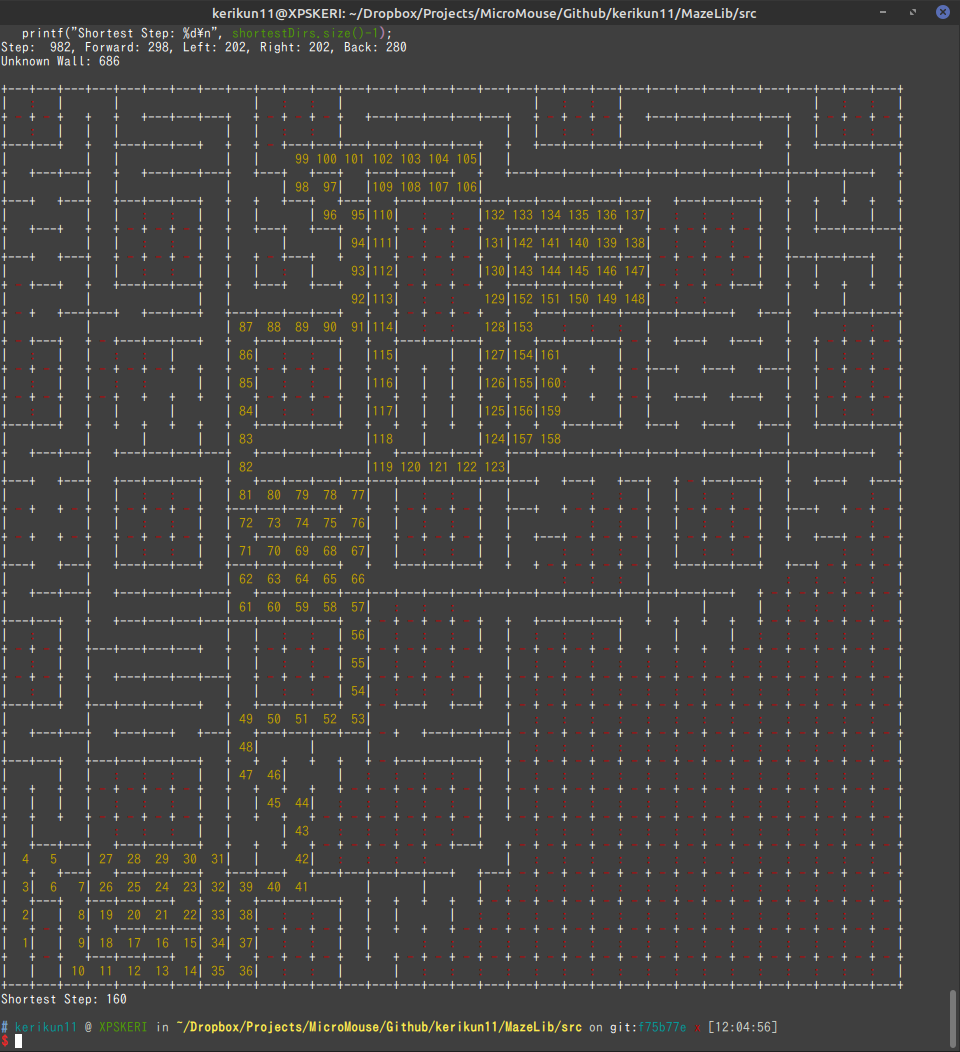 kerikun11@XPSKERI: ~/Dropbox/Projects/MicroMouse/Github/kerikun11/MazeLib/src
printf("Shortest Step: %d¥n", shortestDirs.size()-1);
Step:  982, Forward: 298, Left: 202, Right: 202, Back: 280
Unknown Wall: 686
99 100 101 102 103 104 105
98 97 109 108 107 106
96 95 110 132 133 134 135 136 137
94 111 131 142 141 140 139 138
93 112 130 143 144 145 146 147
92 113 129 152 151 150 149 148
87 88 89 90 91 114 128 153
86 115 127 154 161
85 116 126 155 160
84 117 125 156 159
83 118 124 157 158
82 119 120 121 122 123
81 80 79 78 77
72 73 74 75 76
71 70 69 68 67
62 63 64 65 66
61 60 59 58 57
56
55
54
49 50 51 52 53
48
47 46
45 44
43
4 5 27 28 29 30 31 42
3 6 7 26 25 24 23 32 39 40 41
2 8 19 20 21 22 33 38
1 9 18 17 16 15 34 37
10 11 12 13 14 35 36
Shortest Step: 160
# kerikun11 @ XPSKERI in ~/Dropbox/Projects/MicroMouse/Github/kerikun11/MazeLib/src on git:f75b77e x [12:04:56]
$